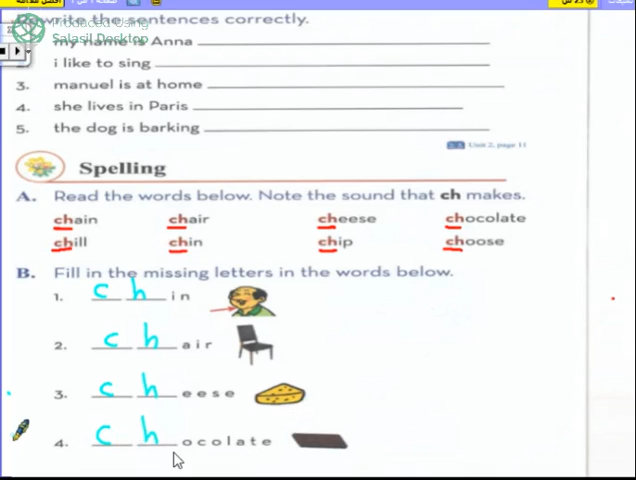 Rewrite the sentences correctly.
Produced Using
Salasil Desktop
my name is Anna
i like to sing
3. manuel is at home
4. she lives in Paris
5. the dog is barking
Unit 2, page 11
Spelling
A. Read the words below. Note the sound that ch makes.
chain chair cheese chocolate
chill chin chip choose
B. Fill in the missing letters in the words below.
1. c h i n
2. c h a i r
3. c h e e s e
4. c h o c o l a t e